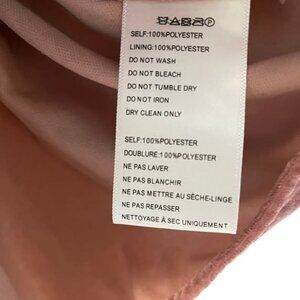 SELF:100%POLYESTER
LINING:100%POLYESTER
DO NOT WASH
DO NOT BLEACH
DO NOT TUMBLE DRY
DO NOT IRON
DRY CLEAN ONLY
SELF:100%POLYESTER
DOUBLURE:100%POLYESTER
NE PAS LAVER
NE PAS BLANCHIR
NE PAS METTRE AU SÈCHE-LINGE
NE PAS REPASSER
NETTOYAGE À SEC UNIQUEMENT